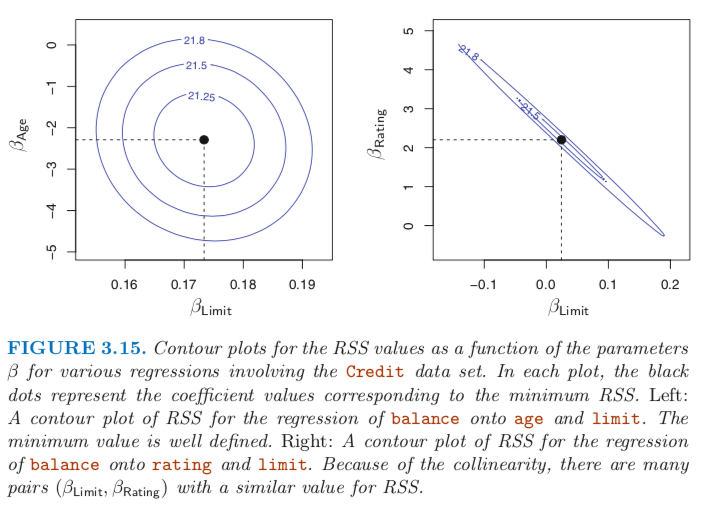 21.8
21.5
21.25
0
−1
−2
−3
−4
−5
βAge
0.16
0.17
0.18
0.19
βLimit
21.8
21.5
5
4
3
2
1
0
βRating
−0.1
0.0
0.1
0.2
βLimit
FIGURE 3.15. Contour plots for the RSS values as a function of the parameters
β for various regressions involving the Credit data set. In each plot, the black
dots represent the coefficient values corresponding to the minimum RSS. Left:
A contour plot of RSS for the regression of balance onto age and limit. The
minimum value is well defined. Right: A contour plot of RSS for the regression
of balance onto rating and limit. Because of the collinearity, there are many
pairs (βLimit, βRating) with a similar value for RSS.